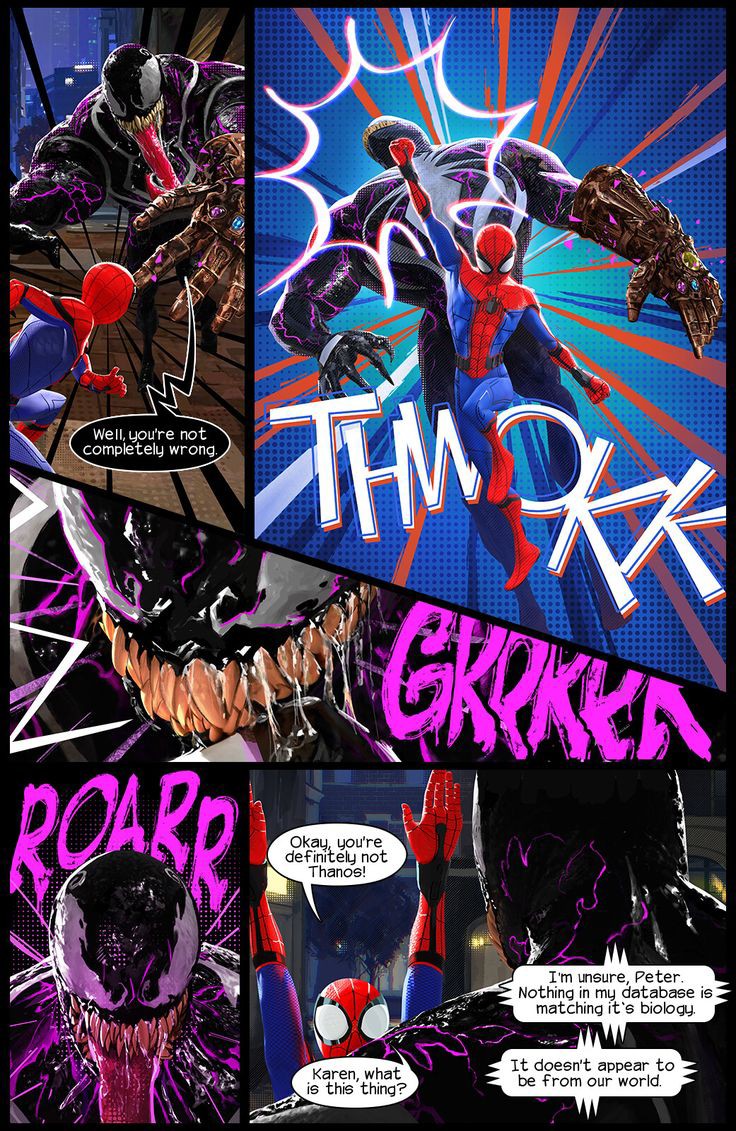 Well, you're not
completely wrong.
THWOKK
GRRRRR
ROARR
Okay, you're
definitely not
Thanos!
Karen, what
is this thing?
I'm unsure, Peter.
Nothing in my database is
matching it's biology.
It doesn't appear to
be from our world.